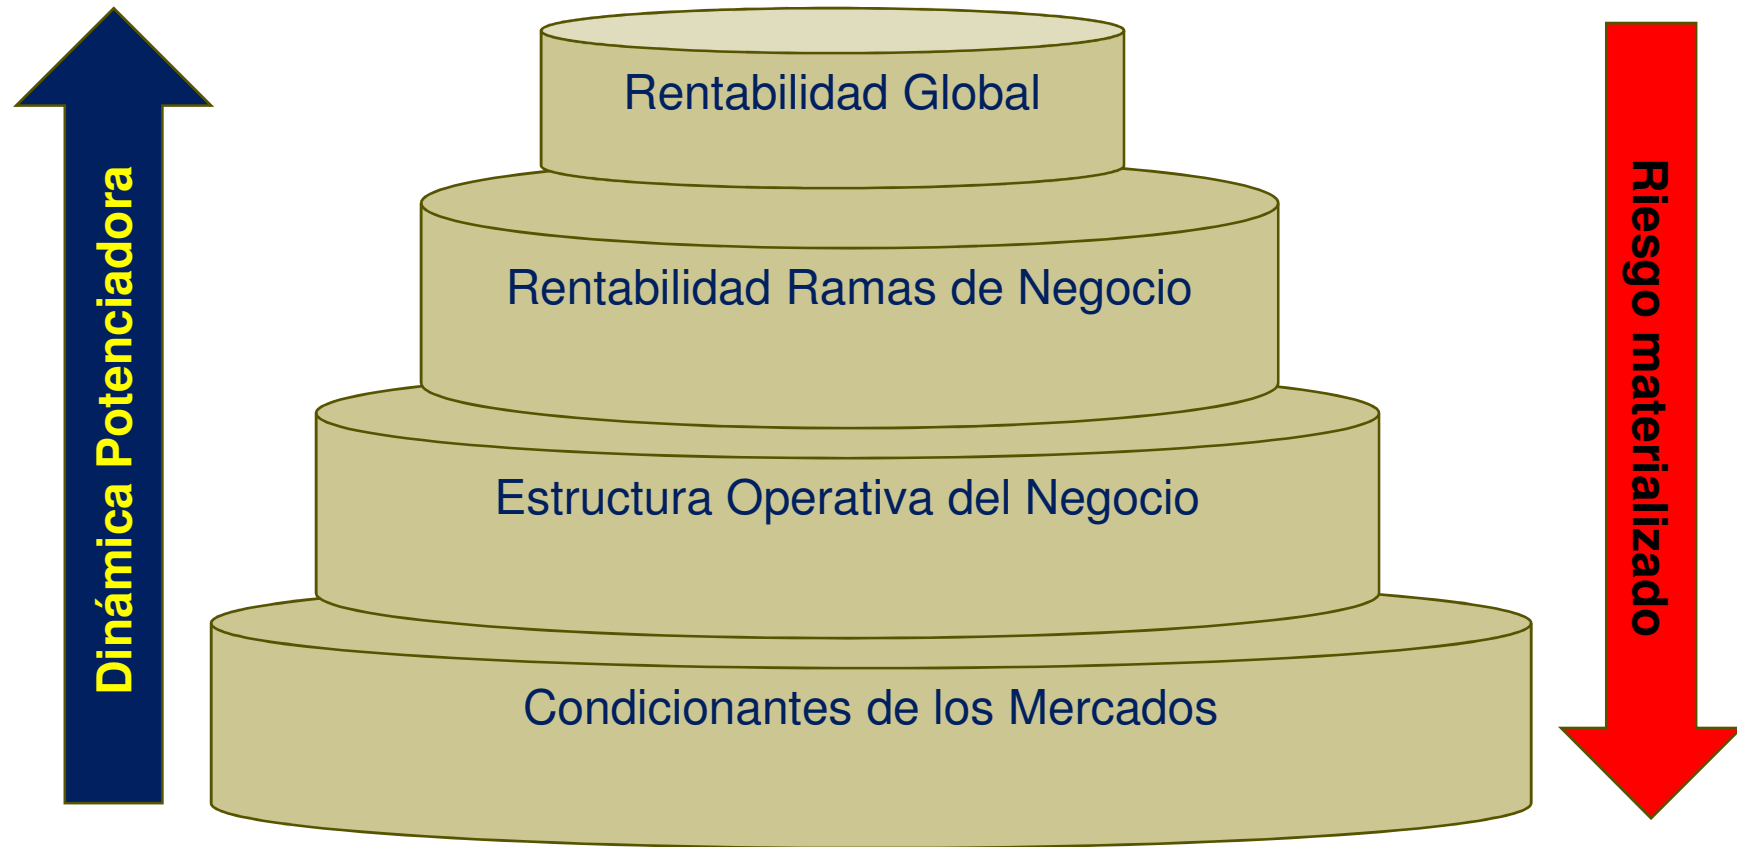 Rentabilidad Global
Rentabilidad Ramas de Negocio
Estructura Operativa del Negocio
Condicionantes de los Mercados
Dinámica Potenciadora
Riesgo materializado